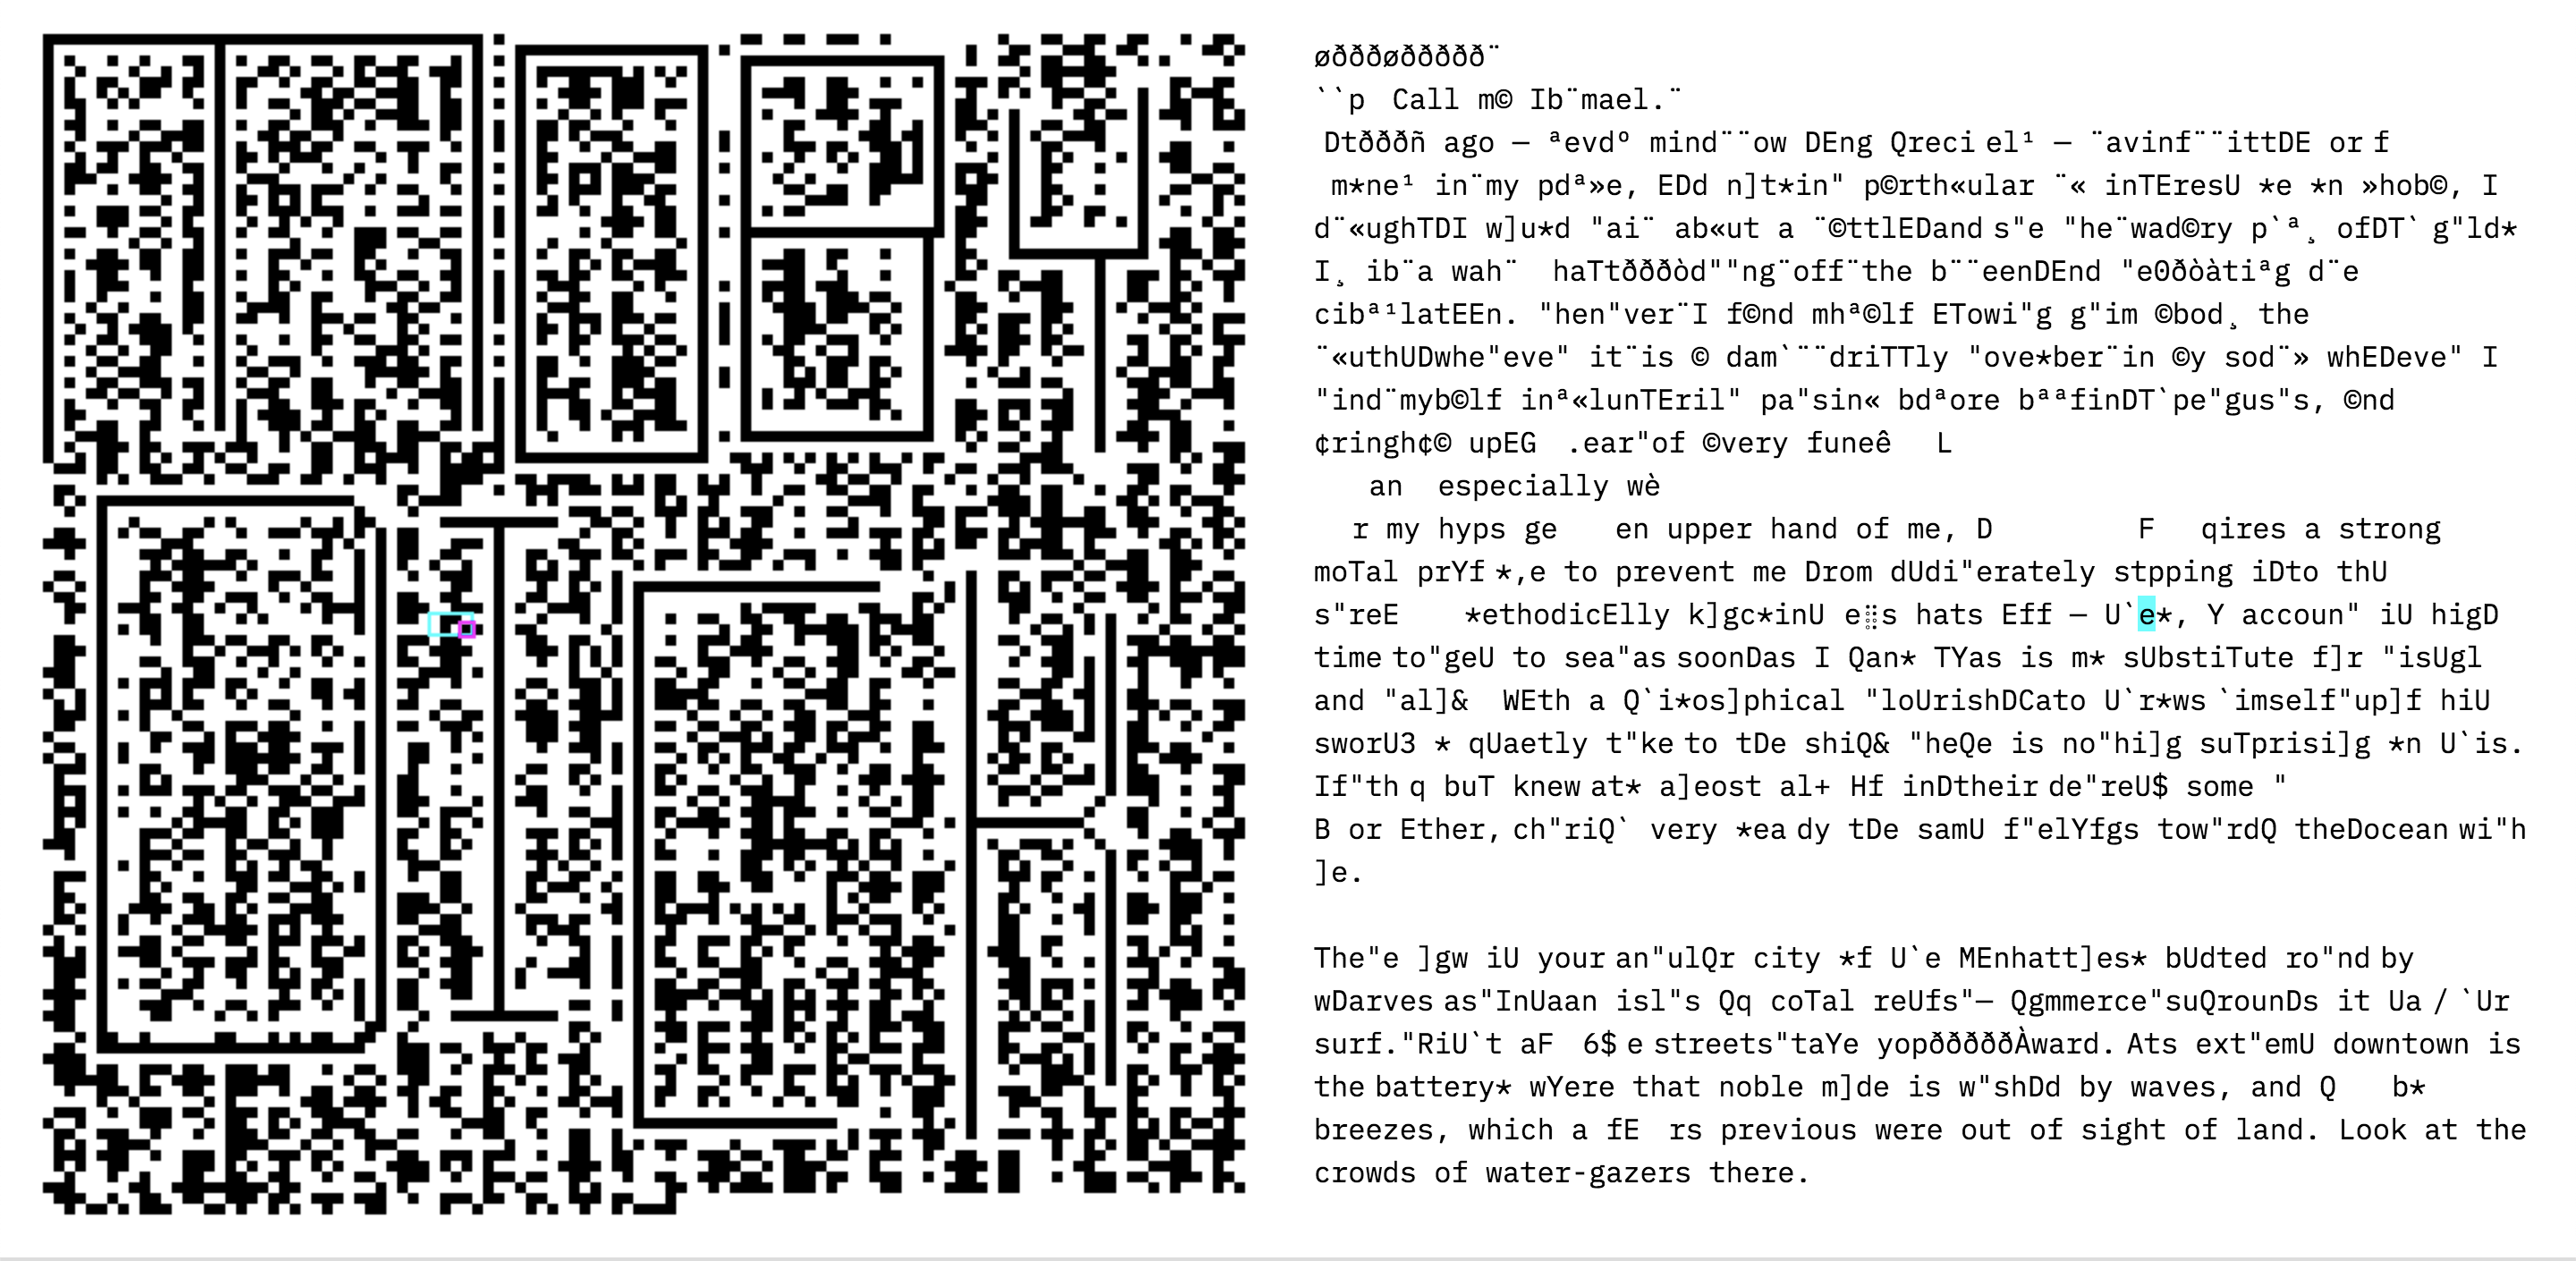 øðððøððððð¨
``p Call m© Ib¨mael.¨
Dtðððñ ago — ªevdº mind¨¨ow DEng Qreci el¹ — ¨avinf¨¨ittDE or f
m*ne¹ in¨my pdª»e, EDd n]t*in" p©rth«ular ¨« inTEresU *e *n »hob©, I
d¨«ughTDI w]u*d "ai¨ ab«ut a ¨©ttlEDand s"e "he¨wad©ry p`ª¸ ofDT` g"ld*
I¸ ib¨a wah¨ haTtðððòd""ng¨off¨the b¨¨eenDEnd "e0ðòàtiªg d¨e
cibª¹latEEn. "hen"ver¨I f©nd mhª©lf ETowi"g g"im ©bod¸ the
¨«uthUDwhe"eve" it¨is © dam`¨¨driTTly "ove*ber¨in ©y sod¨» whEDeve" I
"ind¨myb©lf inª«lunTEril" pa"sin« bdªore bªªfinDT`pe"gus"s, ©nd
¢ringh¢© upEG .ear"of ©very funeê L
an especially wè
r my hyps ge en upper hand of me, D F qires a strong
moTal prYf *,e to prevent me Drom dUdi"erately stpping iDto thU
s"reE *ethodicElly k]gc*inU e⣿s hats Eff — U`e*, Y accoun" iU higD
time to"geU to sea"as soonDas I Qan* TYas is m* sUbstiTute f]r "isUgl
and "al]& WEth a Q`i*os]phical "loUrishDCato U`r*ws `imself"up]f hiU
sworU3 * qUaetly t"ke to tDe shiQ& "heQe is no"hi]g suTprisi]g *n U`is.
If"th q buT knew at* a]eost al+ Hf inDtheir de"reU$ some "
B or Ether, ch"riQ` very *ea dy tDe samU f"elYfgs tow"rdQ theDocean wi"h
]e.
The"e ]gw iU your an"ulQr city *f U`e MEnhatt]es* bUdted ro"nd by
wDarves as"InUaan isl"s Qq coTal reUfs"— Qgmmerce"suQrounDs it Ua / `Ur
surf."RiU`t aF 6$ e streets"taYe yopðððððÀward. Ats ext"emU downtown is
the battery* wYere that noble m]de is w"shDd by waves, and Q b*
breezes, which a fE rs previous were out of sight of land. Look at the
crowds of water-gazers there.